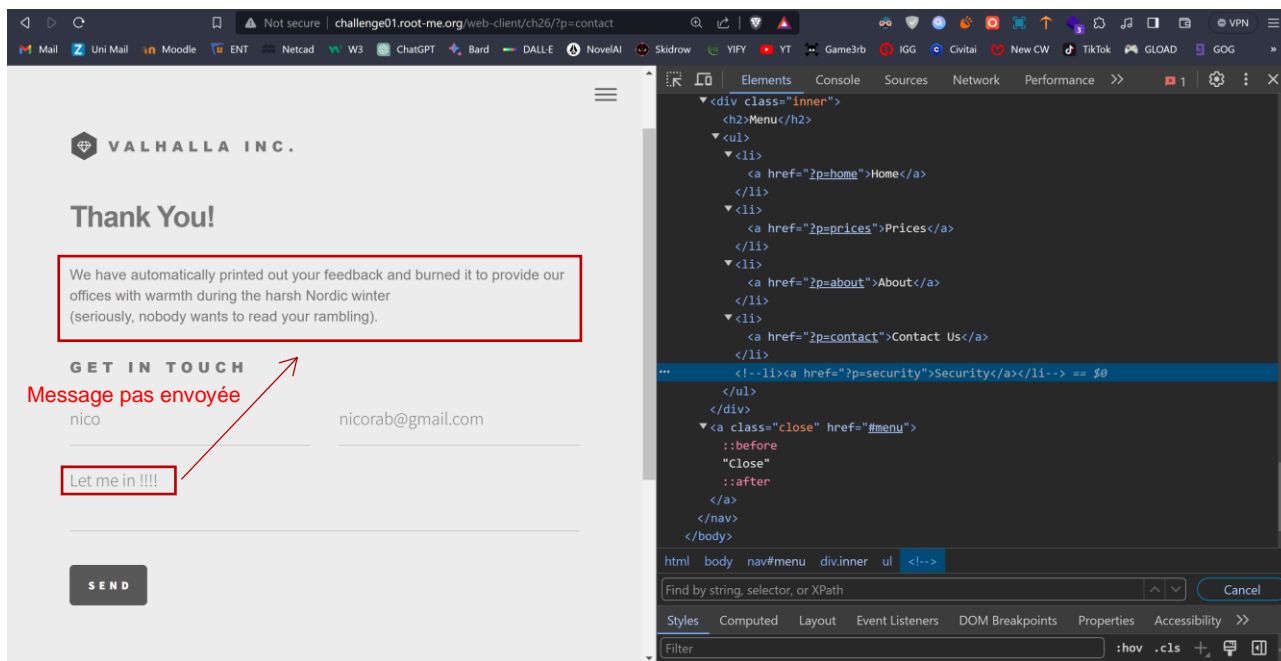 Not secure challenge01.root-me.org/web-client/ch26/?p=contact 3 VPN
Mail Uni Mail Moodle ENT Netcad W3 ChatGPT Bard DALL·E NovelAI Skidrow YIFY YT Game3rb IGG Civitai New CW TikTok GLOAD GOG »
VALHALLA INC.
Thank You!
We have automatically printed out your feedback and burned it to provide our
offices with warmth during the harsh Nordic winter
(seriously, nobody wants to read your rambling).
GET IN TOUCH
Message pas envoyée
nico nicorab@gmail.com
Let me in !!!!
SEND
Elements Console Sources Network Performance 1
<div class="inner">
<h2>Menu</h2>
<ul>
<li>
<a href="?p=home">Home</a>
</li>
<li>
<a href="?p=prices">Prices</a>
</li>
<li>
<a href="?p=about">About</a>
</li>
<li>
<a href="?p=contact">Contact Us</a>
</li>
<!--li><a href="?p=security">Security</a></li--> == $0
</ul>
</div>
<a class="close" href="#menu">
::before
"Close"
::after
</a>
</nav>
</body>
html body nav#menu div.inner ul <!-->
Find by string, selector, or XPath Cancel
Styles Computed Layout Event Listeners DOM Breakpoints Properties Accessibility
Filter :hov .cls